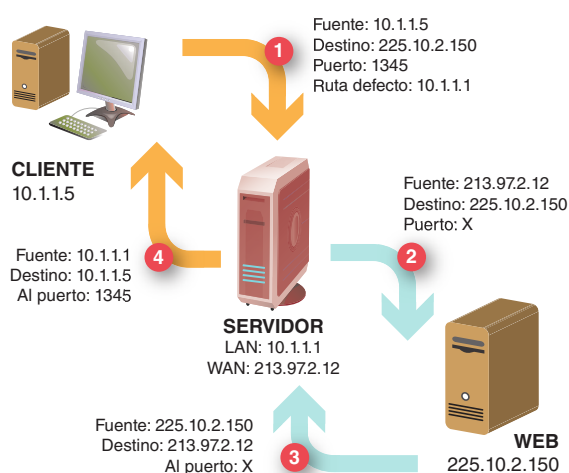 1
Fuente: 10.1.1.5
Destino: 225.10.2.150
Puerto: 1345
Ruta defecto: 10.1.1.1
CLIENTE
10.1.1.5
Fuente: 213.97.2.12
Destino: 225.10.2.150
Puerto: X
2
Fuente: 10.1.1.1
Destino: 10.1.1.5
Al puerto: 1345
4
SERVIDOR
LAN: 10.1.1.1
WAN: 213.97.2.12
Fuente: 225.10.2.150
Destino: 213.97.2.12
Al puerto: X
3
WEB
225.10.2.150